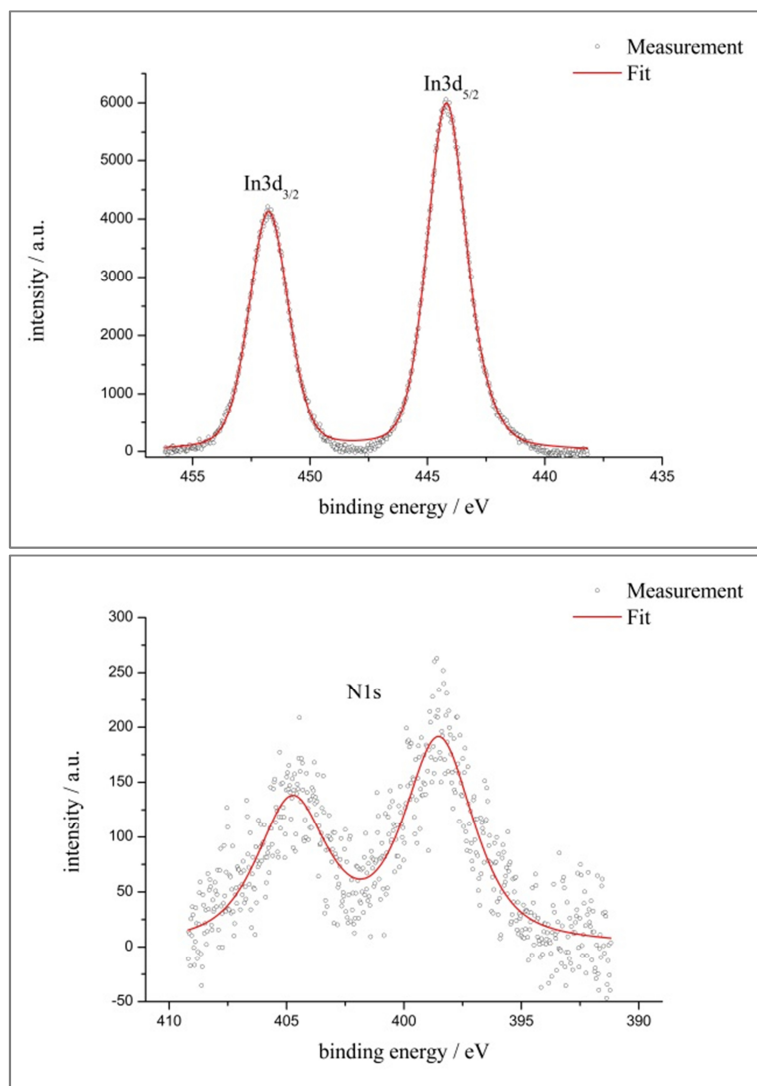 Measurement
Fit
In3d5/2
In3d3/2
6000
5000
4000
3000
2000
1000
0
intensity / a.u.
455 450 445 440 435
binding energy / eV
Measurement
Fit
N1s
300
250
200
150
100
50
0
-50
intensity / a.u.
410 405 400 395 390
binding energy / eV